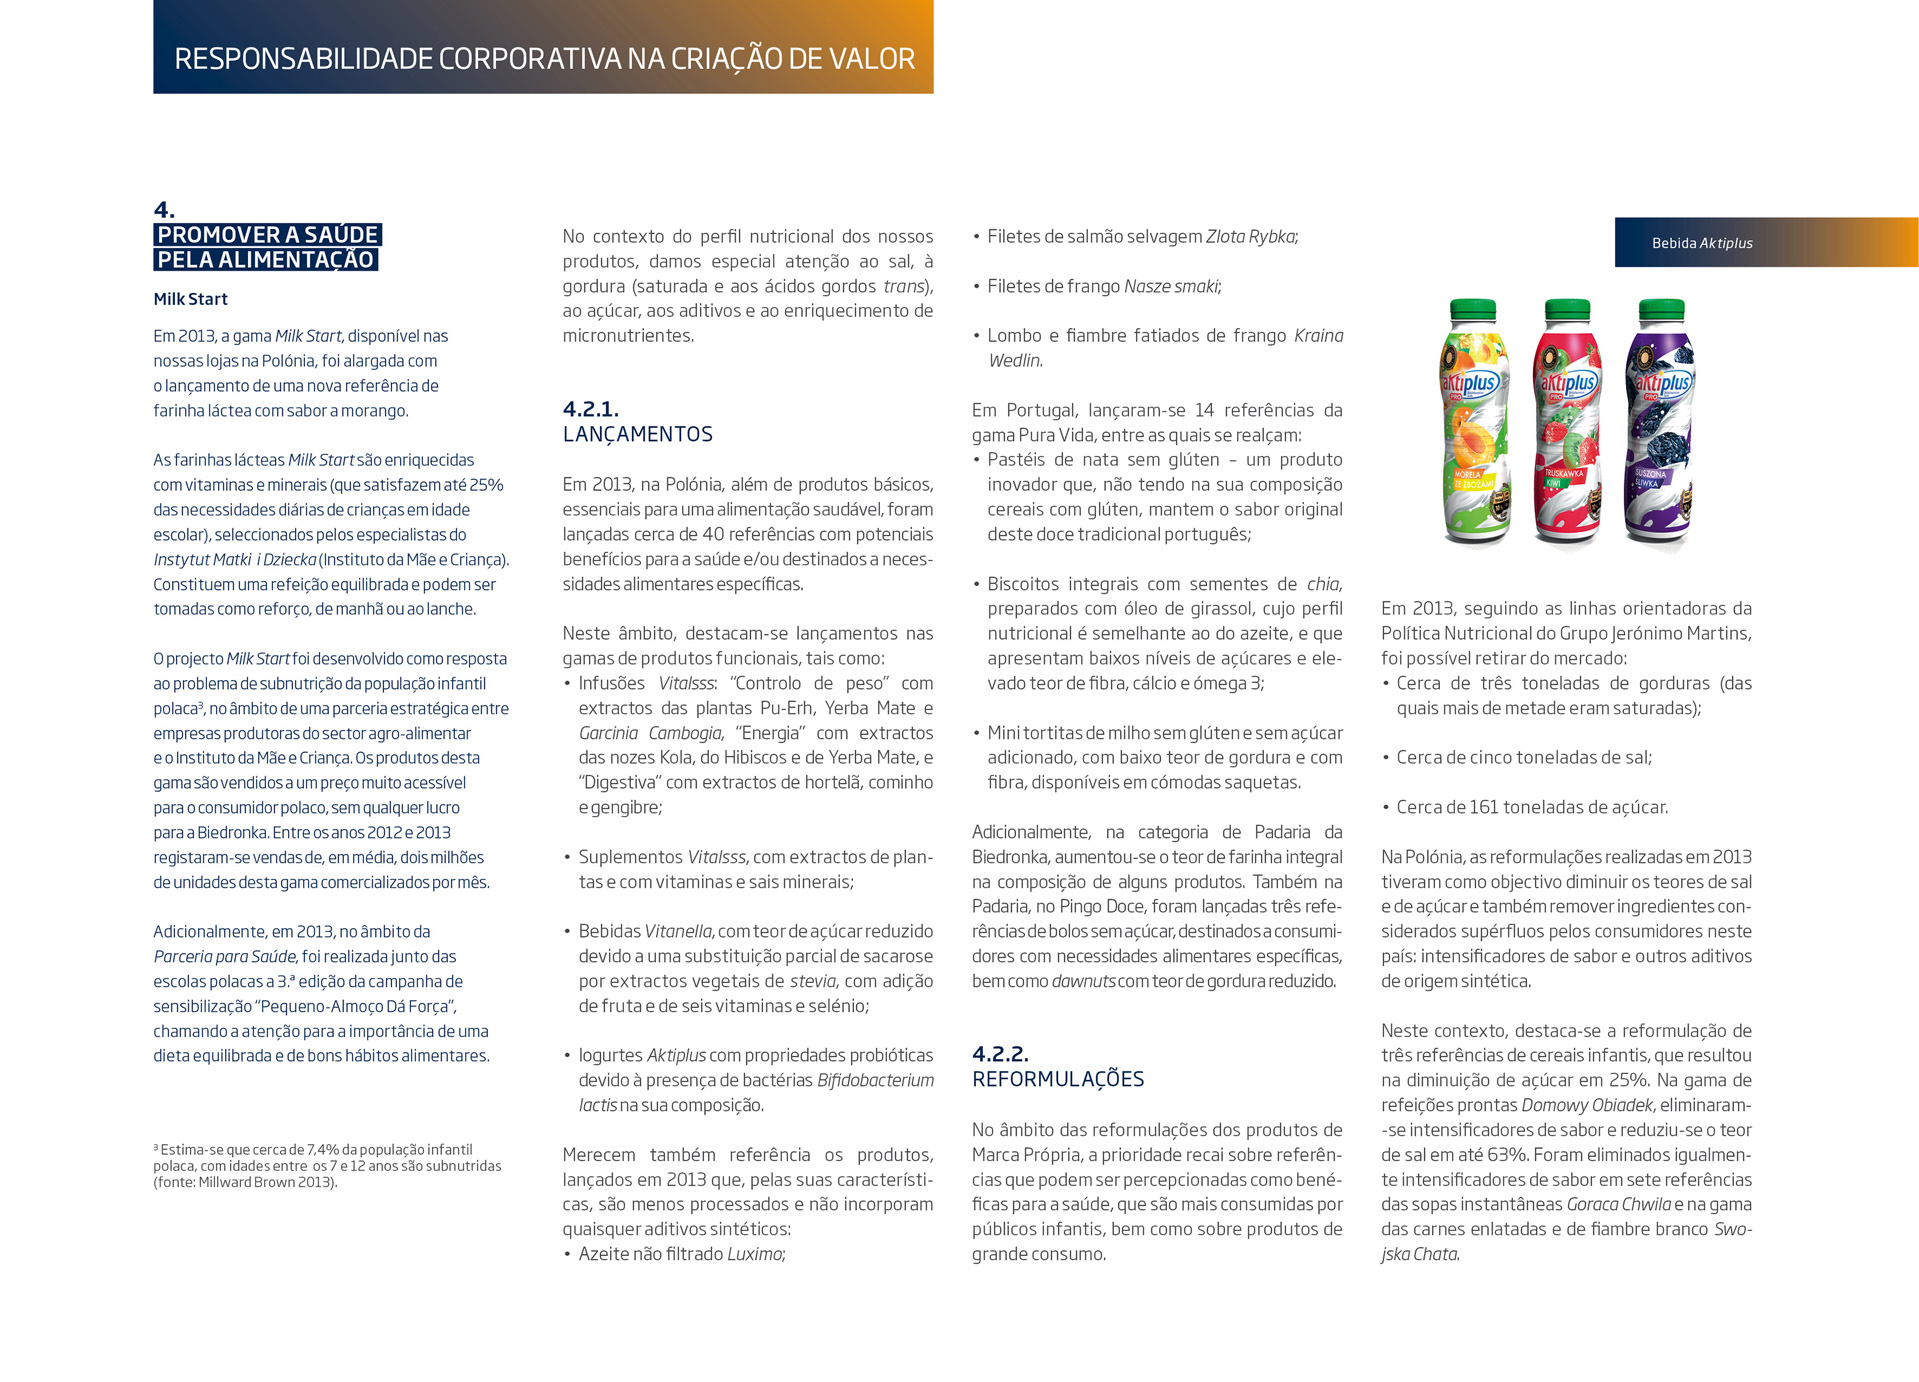 RESPONSABILIDADE CORPORATIVA NA CRIAÇÃO DE VALOR
4.
PROMOVER A SAÚDE
PELA ALIMENTAÇÃO
Milk Start
Em 2013, a gama Milk Start, disponível nas
nossas lojas na Polónia, foi alargada com
o lançamento de uma nova referência de
farinha láctea com sabor a morango.
As farinhas lácteas Milk Start são enriquecidas
com vitaminas e minerais (que satisfazem até 25%
das necessidades diárias de crianças em idade
escolar), seleccionados pelos especialistas do
Instytut Matki i Dziecka (Instituto da Mãe e Criança).
Constituem uma refeição equilibrada e podem ser
tomadas como reforço, de manhã ou ao lanche.
O projecto Milk Start foi desenvolvido como resposta
ao problema de subnutrição da população infantil
polaca³, no âmbito de uma parceria estratégica entre
empresas produtoras do sector agro-alimentar
e o Instituto da Mãe e Criança. Os produtos desta
gama são vendidos a um preço muito acessível
para o consumidor polaco, sem qualquer lucro
para a Biedronka. Entre os anos 2012 e 2013
registaram-se vendas de, em média, dois milhões
de unidades desta gama comercializados por mês.
Adicionalmente, em 2013, no âmbito da
Parceria para Saúde, foi realizada junto das
escolas polacas a 3.ª edição da campanha de
sensibilização “Pequeno-Almoço Dá Força”,
chamando a atenção para a importância de uma
dieta equilibrada e de bons hábitos alimentares.
³ Estima-se que cerca de 7,4% da população infantil
polaca, com idades entre os 7 e 12 anos são subnutridas
(fonte: Millward Brown 2013).
No contexto do perfil nutricional dos nossos
produtos, damos especial atenção ao sal, à
gordura (saturada e aos ácidos gordos trans),
ao açúcar, aos aditivos e ao enriquecimento de
micronutrientes.
4.2.1.
LANÇAMENTOS
Em 2013, na Polónia, além de produtos básicos,
essenciais para uma alimentação saudável, foram
lançadas cerca de 40 referências com potenciais
benefícios para a saúde e/ou destinados a neces-
sidades alimentares específicas.
Neste âmbito, destacam-se lançamentos nas
gamas de produtos funcionais, tais como:
• Infusões Vitalsss: “Controlo de peso” com
extractos das plantas Pu-Erh, Yerba Mate e
Garcinia Cambogia, “Energia” com extractos
das nozes Kola, do Hibiscos e de Yerba Mate, e
“Digestiva” com extractos de hortelã, cominho
e gengibre;
• Suplementos Vitalsss, com extractos de plan-
tas e com vitaminas e sais minerais;
• Bebidas Vitanella, com teor de açúcar reduzido
devido a uma substituição parcial de sacarose
por extractos vegetais de stevia, com adição
de fruta e de seis vitaminas e selénio;
• Iogurtes Aktiplus com propriedades probióticas
devido à presença de bactérias Bifidobacterium
lactis na sua composição.
Merecem também referência os produtos,
lançados em 2013 que, pelas suas característi-
cas, são menos processados e não incorporam
quaisquer aditivos sintéticos:
• Azeite não filtrado Luximo;
• Filetes de salmão selvagem Zlota Rybka;
• Filetes de frango Nasze smaki;
• Lombo e fiambre fatiados de frango Kraina
Wedlin.
Em Portugal, lançaram-se 14 referências da
gama Pura Vida, entre as quais se realçam:
• Pastéis de nata sem glúten – um produto
inovador que, não tendo na sua composição
cereais com glúten, mantem o sabor original
deste doce tradicional português;
• Biscoitos integrais com sementes de chia,
preparados com óleo de girassol, cujo perfil
nutricional é semelhante ao do azeite, e que
apresentam baixos níveis de açúcares e ele-
vado teor de fibra, cálcio e ómega 3;
• Mini tortitas de milho sem glúten e sem açúcar
adicionado, com baixo teor de gordura e com
fibra, disponíveis em cómodas saquetas.
Adicionalmente, na categoria de Padaria da
Biedronka, aumentou-se o teor de farinha integral
na composição de alguns produtos. Também na
Padaria, no Pingo Doce, foram lançadas três refe-
rências de bolos sem açúcar, destinados a consumi-
dores com necessidades alimentares específicas,
bem como dawnuts com teor de gordura reduzido.
4.2.2.
REFORMULAÇÕES
No âmbito das reformulações dos produtos de
Marca Própria, a prioridade recai sobre referên-
cias que podem ser percepcionadas como bené-
ficas para a saúde, que são mais consumidas por
públicos infantis, bem como sobre produtos de
grande consumo.
Bebida Aktiplus
aktiplus
PRO
MORELA
ZE ZBOŻAMI
aktiplus
PRO
TRUSKAWKA
KIWI
aktiplus
PRO
SUSZONA
ŚLIWKA
Em 2013, seguindo as linhas orientadoras da
Política Nutricional do Grupo Jerónimo Martins,
foi possível retirar do mercado:
• Cerca de três toneladas de gorduras (das
quais mais de metade eram saturadas);
• Cerca de cinco toneladas de sal;
• Cerca de 161 toneladas de açúcar.
Na Polónia, as reformulações realizadas em 2013
tiveram como objectivo diminuir os teores de sal
e de açúcar e também remover ingredientes con-
siderados supérfluos pelos consumidores neste
país: intensificadores de sabor e outros aditivos
de origem sintética.
Neste contexto, destaca-se a reformulação de
três referências de cereais infantis, que resultou
na diminuição de açúcar em 25%. Na gama de
refeições prontas Domowy Obiadek, eliminaram-
-se intensificadores de sabor e reduziu-se o teor
de sal em até 63%. Foram eliminados igualmen-
te intensificadores de sabor em sete referências
das sopas instantâneas Goraca Chwila e na gama
das carnes enlatadas e de fiambre branco Swo-
jska Chata.